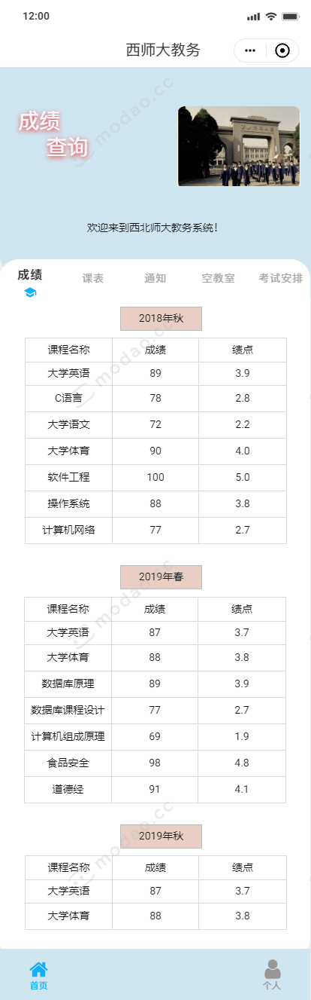 12:00
西师大教务
成绩
查询
欢迎来到西北师大教务系统!
成绩 课表 通知 空教室 考试安排
2018年秋
课程名称 成绩 绩点
大学英语 89 3.9
C语言 78 2.8
大学语文 72 2.2
大学体育 90 4.0
软件工程 100 5.0
操作系统 88 3.8
计算机网络 77 2.7
2019年春
课程名称 成绩 绩点
大学英语 87 3.7
大学体育 88 3.8
数据库原理 89 3.9
数据库课程设计 77 2.7
计算机组成原理 69 1.9
食品安全 98 4.8
道德经 91 4.1
2019年秋
课程名称 成绩 绩点
大学英语 87 3.7
大学体育 88 3.8
首页 个人
modao.cc
modao.cc
modao.cc
modao.cc